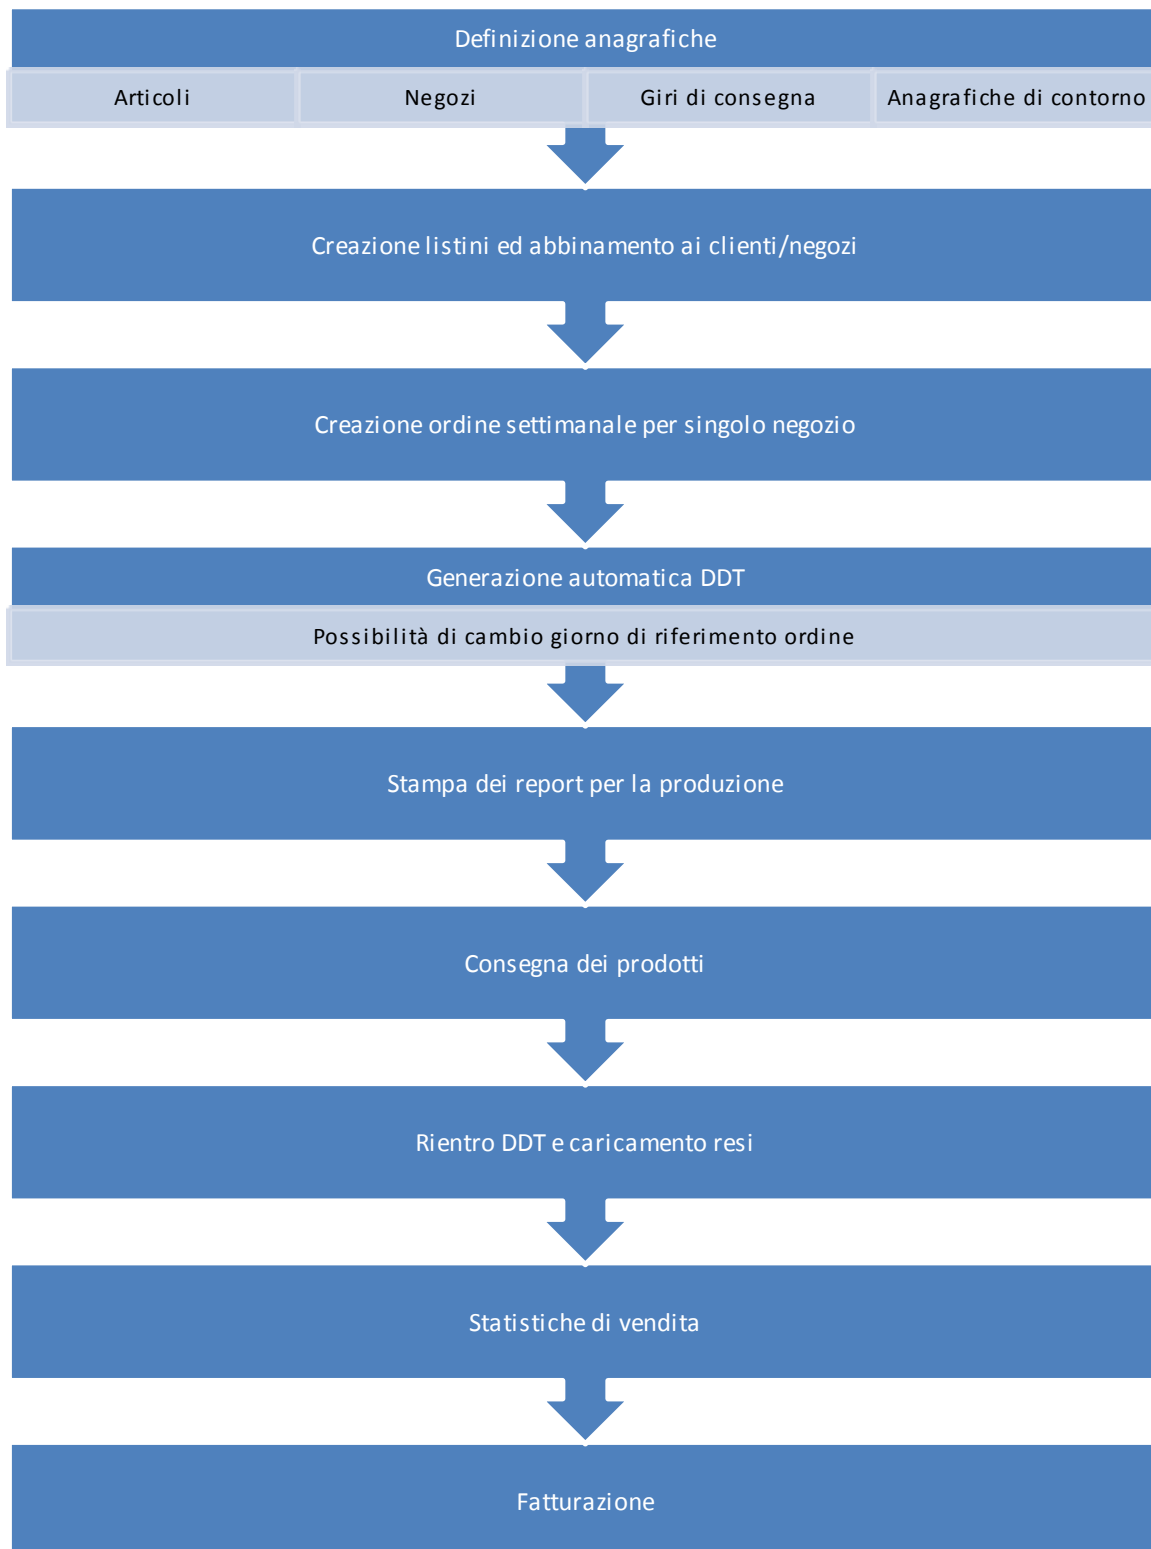 Definizione anagrafiche
Articoli
Negozi
Giri di consegna
Anagrafiche di contorno
Creazione listini ed abbinamento ai clienti/negozi
Creazione ordine settimanale per singolo negozio
Generazione automatica DDT
Possibilità di cambio giorno di riferimento ordine
Stampa dei report per la produzione
Consegna dei prodotti
Rientro DDT e caricamento resi
Statistiche di vendita
Fatturazione